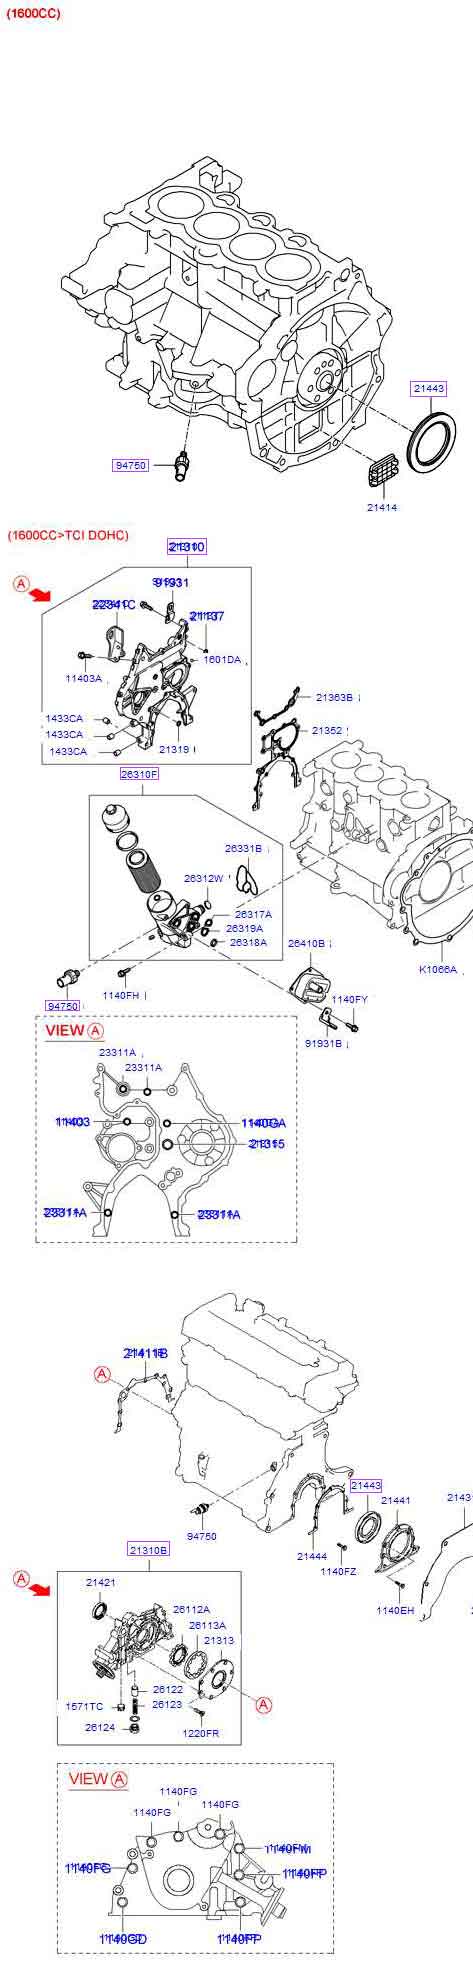 (1600CC)
21443
94750
21414
(1600CC>TCI DOHC)
21310
A
91931
22341C
21137
1601DA
11403A
21363B
1433CA
21352
1433CA
1433CA
21319
26310F
26331B
26312W
26317A
26319A
26318A
26410B
K1066A
1140FH
1140FY
94750
91931B
VIEW A
23311A
23311A
11403
1140GA
21315
23311A
23311A
21411B
A
21443
21441
94750
21444
1140FZ
21310B
1140EH
A
21421
26112A
26113A
21313
26122
1571TC
26123
A
26124
1220FR
VIEW A
1140FG
1140FG
1140FG
1140FM
1140FG
1140FP
1140GD
1140FP